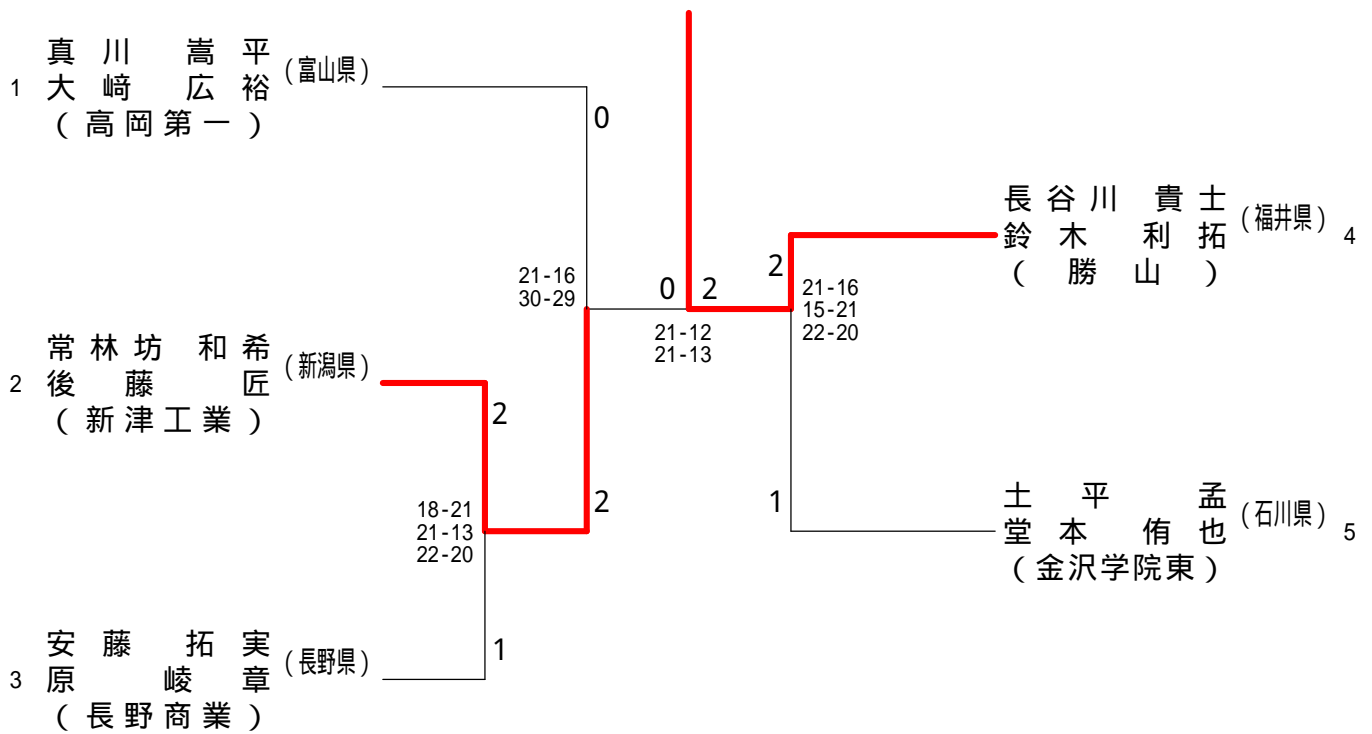 真川 嵩平
1 大﨑 広裕 (富山県)
(高岡第一)
0
長谷川 貴士
鈴木 利拓 (福井県) 4
(勝山)
21-16
30-29
0 2
21-12
21-13
2
21-16
15-21
22-20
常林坊 和希
2 後藤 匠 (新潟県)
(新津工業)
2
18-21
21-13
22-20
2
1
土平 孟
堂本 侑也 (石川県) 5
(金沢学院東)
安藤 拓実
3 原 崚章 (長野県)
(長野商業)
1